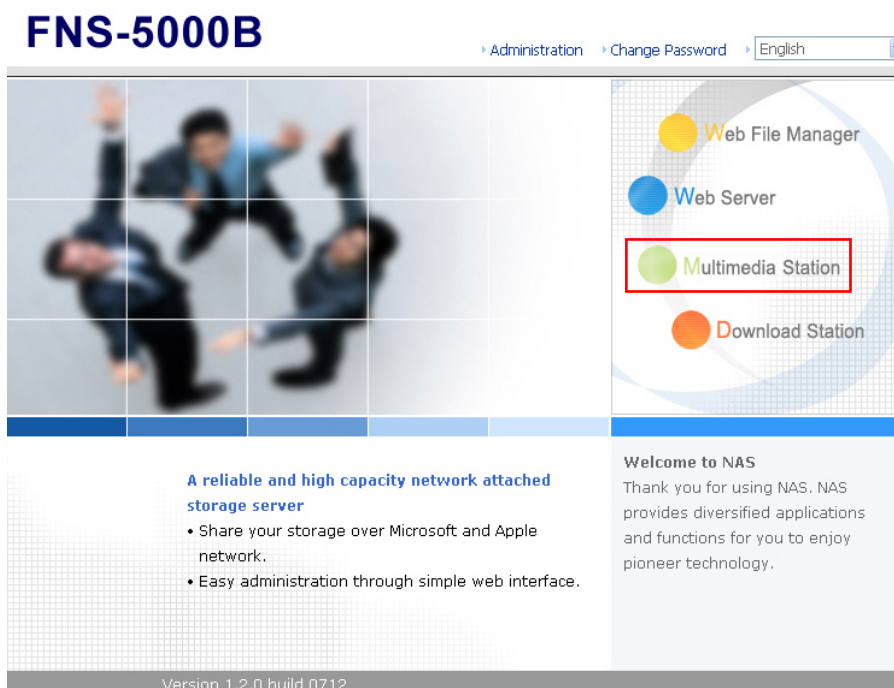 FNS-5000B
Administration
Change Password
English
Web File Manager
Web Server
Multimedia Station
Download Station
A reliable and high capacity network attached
storage server
• Share your storage over Microsoft and Apple
network.
• Easy administration through simple web interface.
Welcome to NAS
Thank you for using NAS. NAS
provides diversified applications
and functions for you to enjoy
pioneer technology.
Version 1.2.0 build 0712